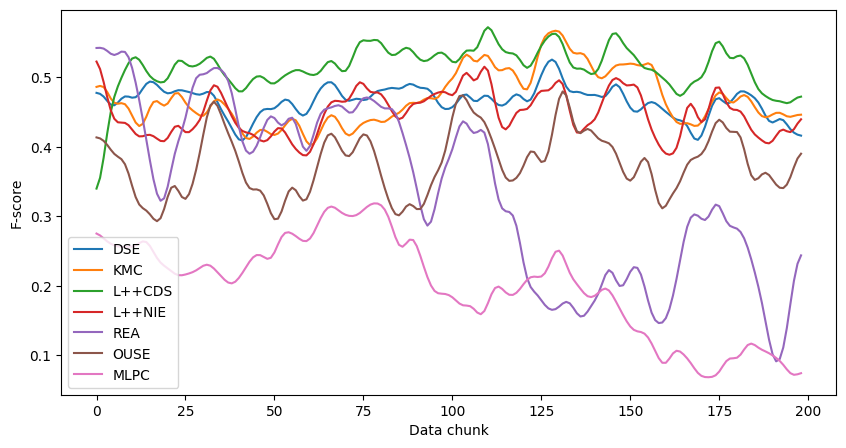 F-score
0.5
0.4
0.3
0.2
0.1
DSE
KMC
L++CDS
L++NIE
REA
OUSE
MLPC
0 25 50 75 100 125 150 175 200
Data chunk